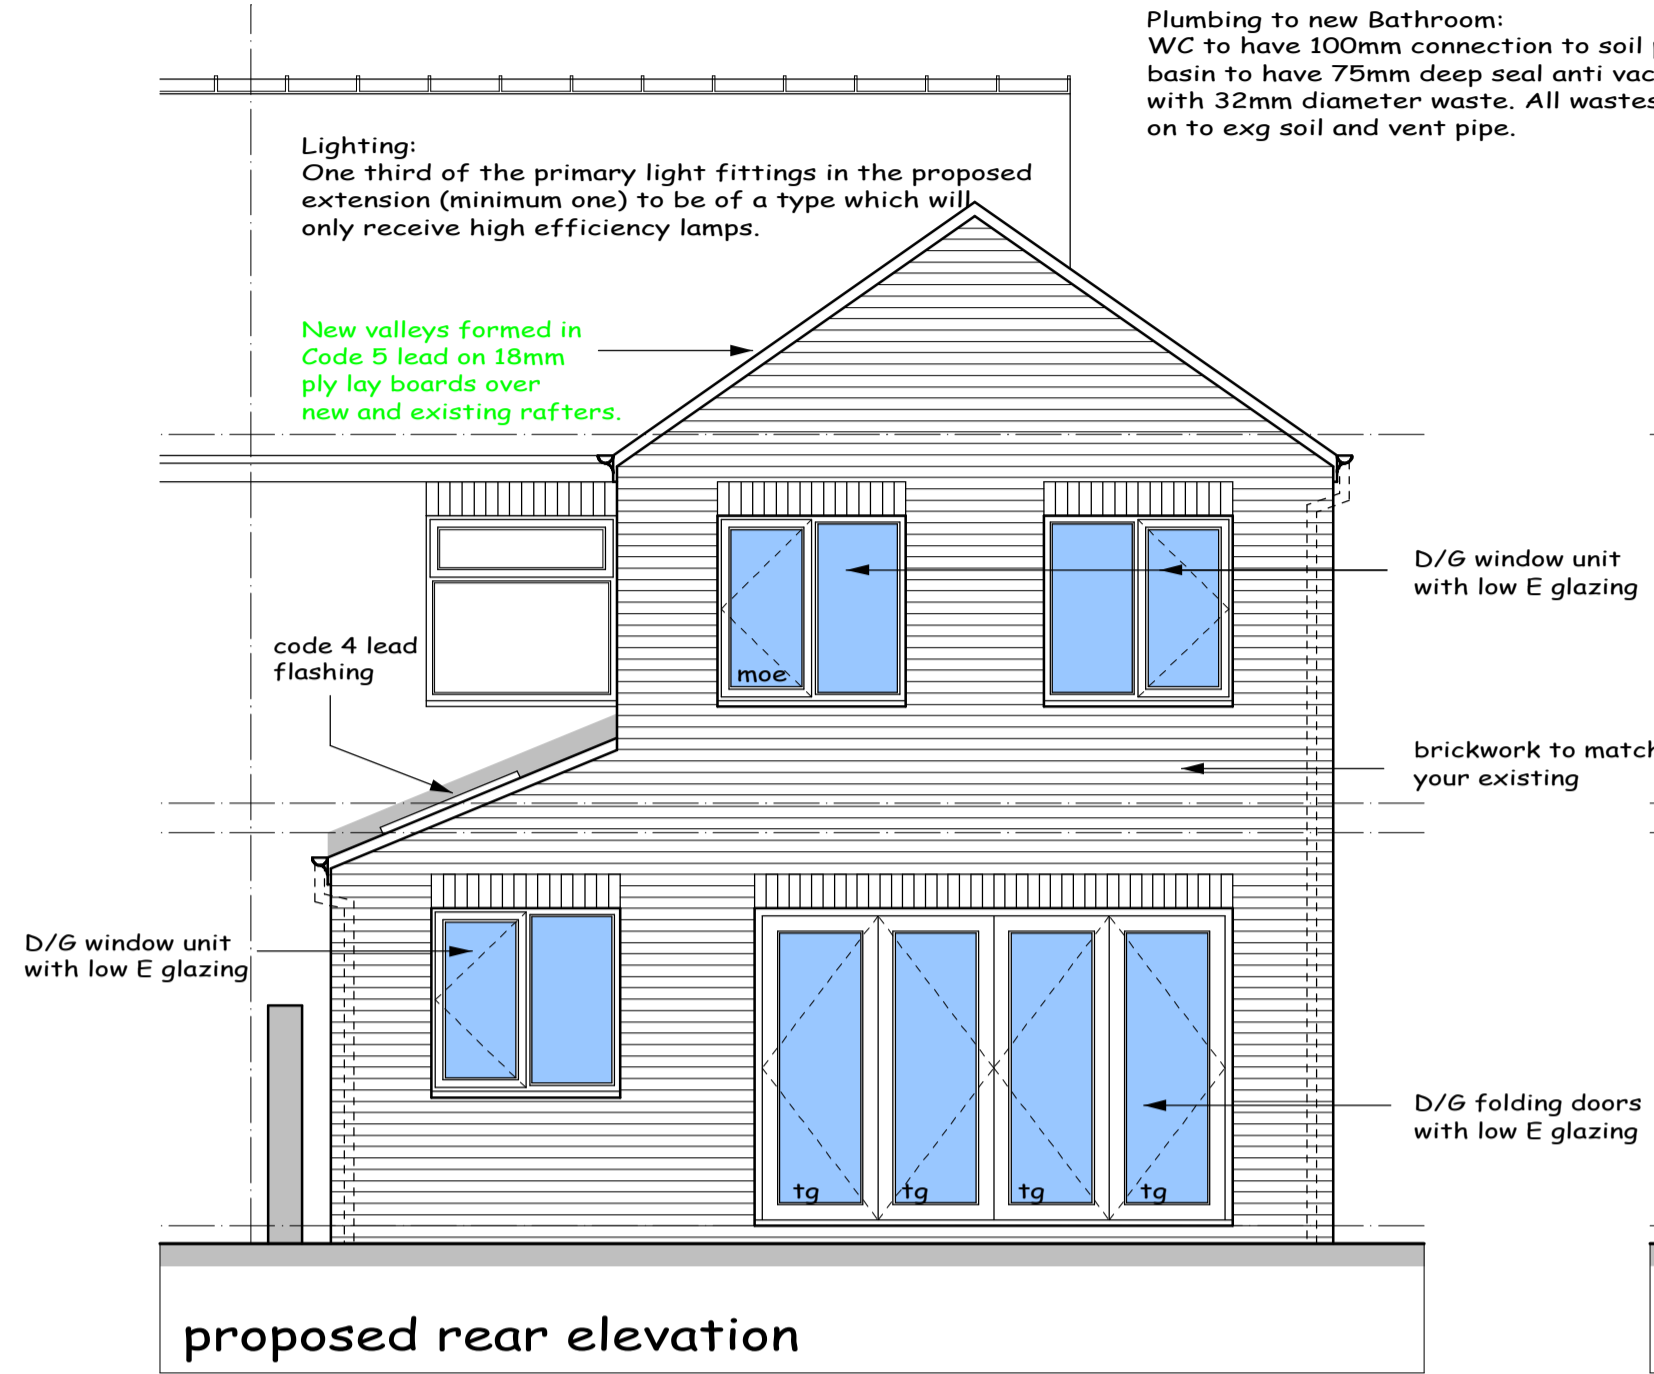 Plumbing to new Bathroom:
WC to have 100mm connection to soil
basin to have 75mm deep seal anti vac
with 32mm diameter waste. All wastes
on to exg soil and vent pipe.
Lighting:
One third of the primary light fittings in the proposed
extension (minimum one) to be of a type which will
only receive high efficiency lamps.
New valleys formed in
Code 5 lead on 18mm
ply lay boards over
new and existing rafters.
D/G window unit
with low E glazing
code 4 lead
flashing
moe
brickwork to match
your existing
D/G window unit
with low E glazing
D/G folding doors
with low E glazing
tg
tg
tg
tg
proposed rear elevation